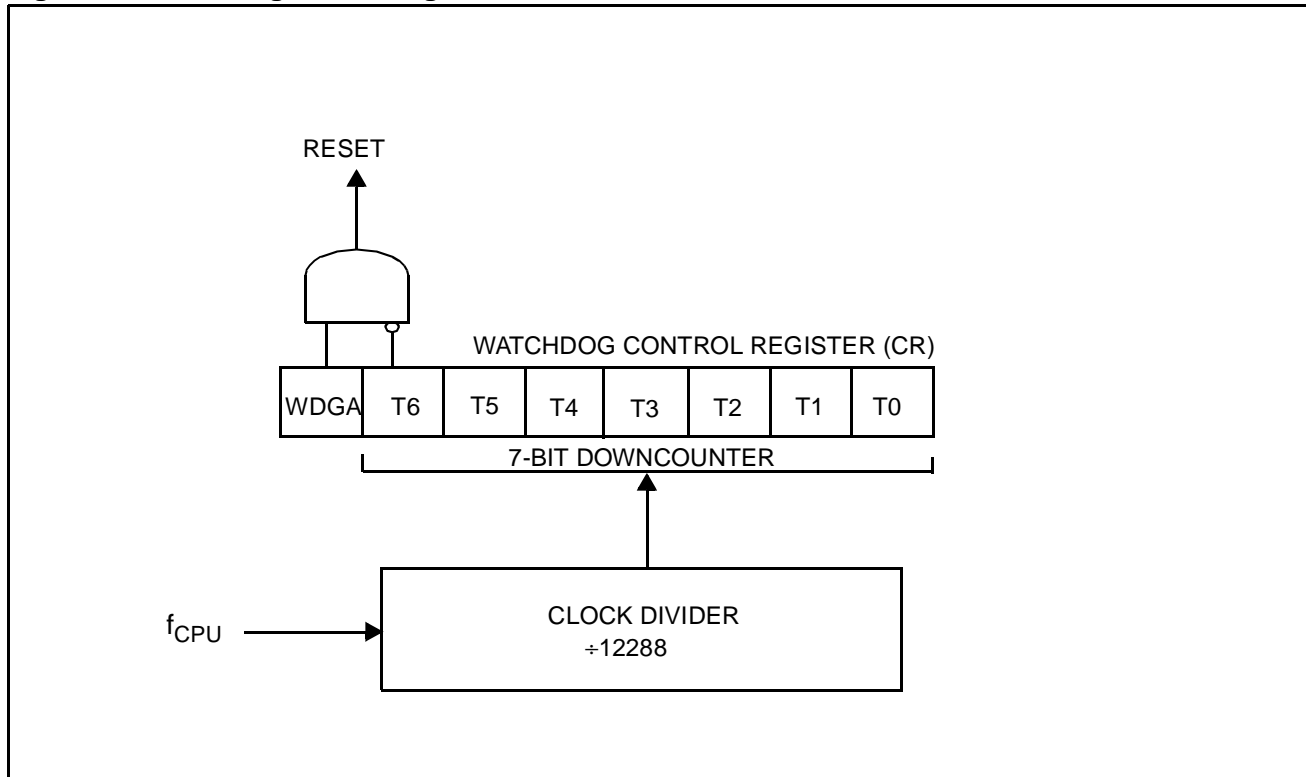 RESET
WATCHDOG CONTROL REGISTER (CR)
WDGA T6 T5 T4 T3 T2 T1 T0
7-BIT DOWNCOUNTER
fCPU
CLOCK DIVIDER
÷12288